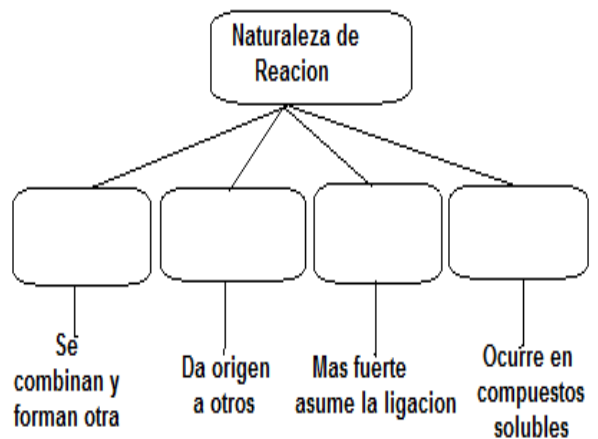 Naturaleza de
Reacion
Se
combinan y
forman otra
Da origen
a otros
Mas fuerte
asume la ligacion
Ocurre en
compuestos
solubles